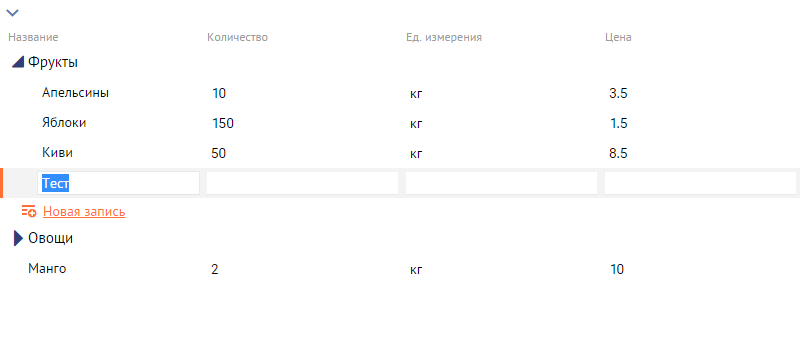 Название Количество Ед. измерения Цена
Фрукты
Апельсины 10 кг 3.5
Яблоки 150 кг 1.5
Киви 50 кг 8.5
Тест
Новая запись
Овощи
Манго 2 кг 10